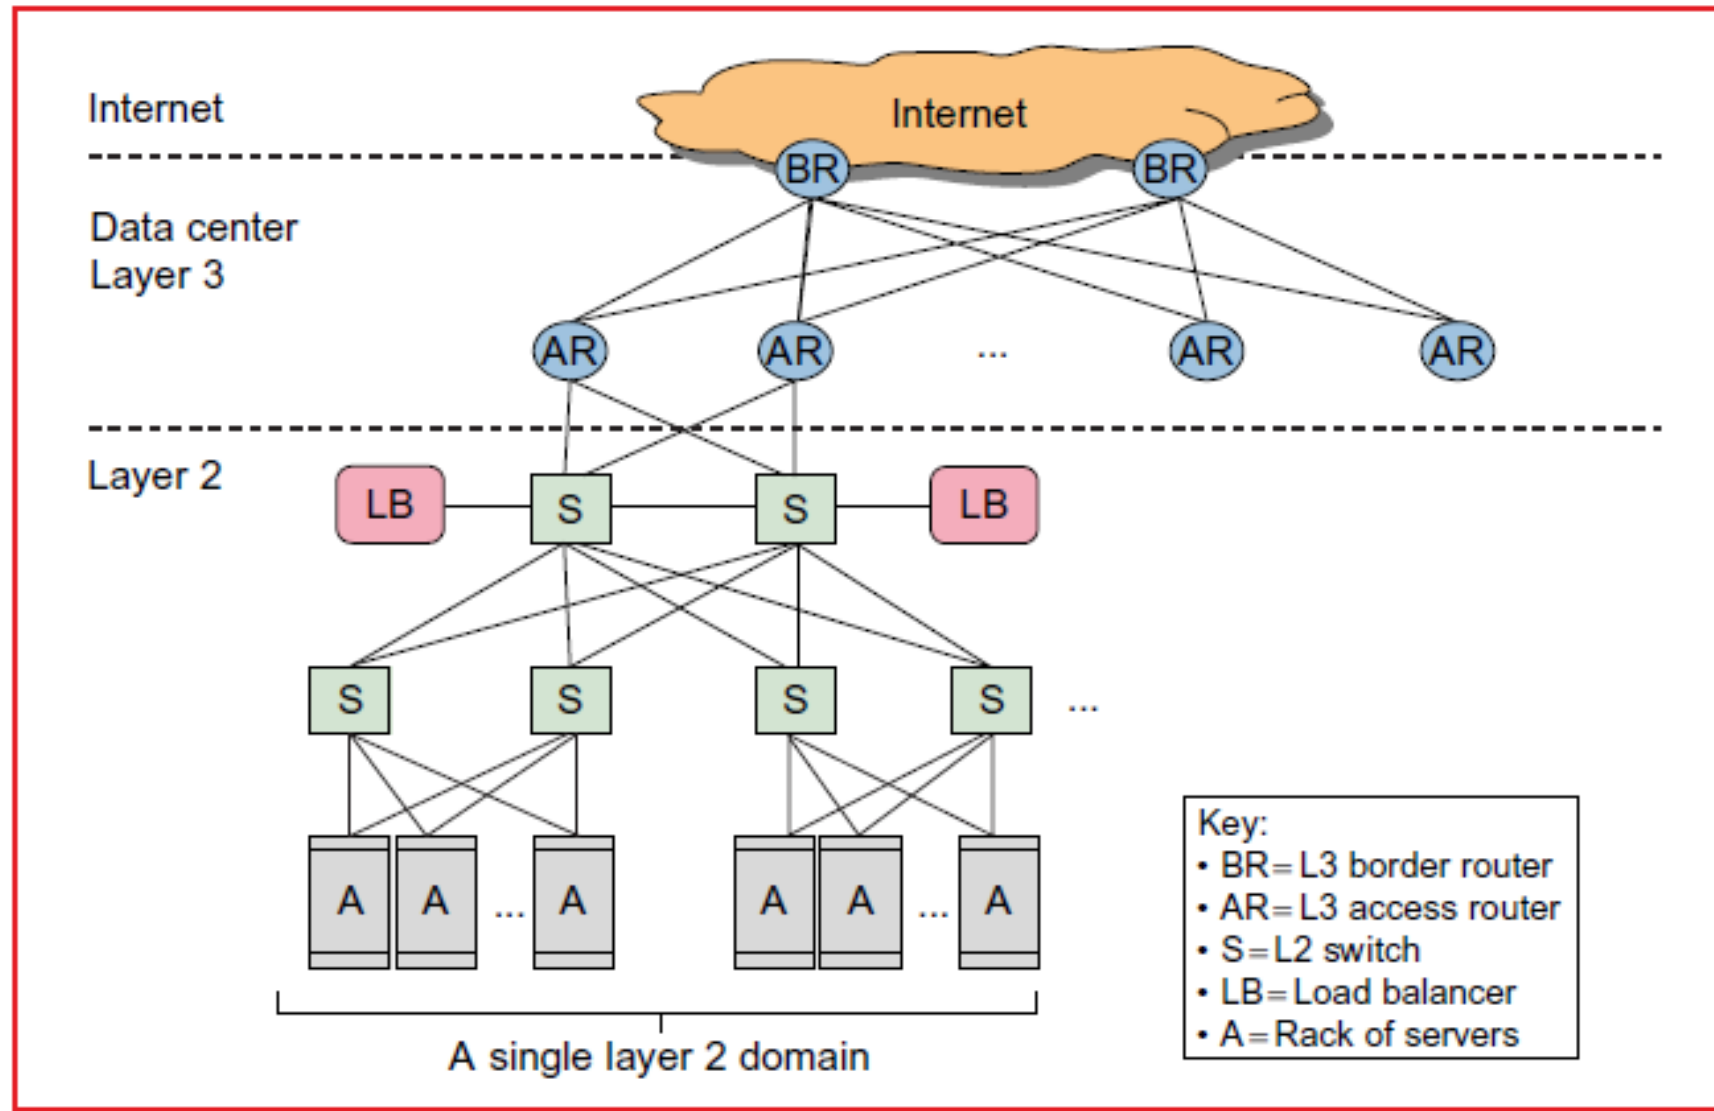 Internet
Internet
BR BR
Data center
Layer 3
AR AR ... AR AR
Layer 2
LB S S LB
S S S S ...
A A ... A A A ... A
A single layer 2 domain
Key:
• BR=L3 border router
• AR=L3 access router
• S=L2 switch
• LB=Load balancer
• A=Rack of servers